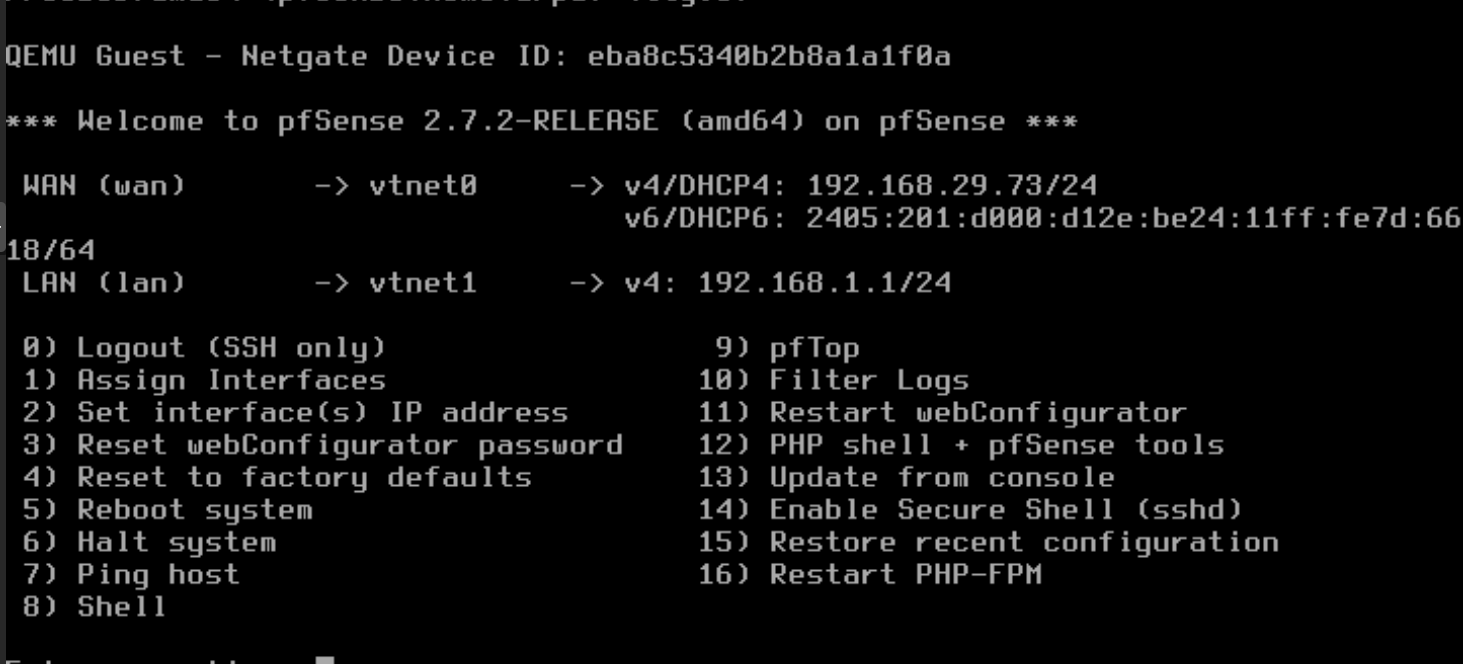 QEMU Guest - Netgate Device ID: eba8c5340b2b8a1a1f0a
*** Welcome to pfSense 2.7.2-RELEASE (amd64) on pfSense ***
WAN (wan)       -> vtnet0     -> v4/DHCP4: 192.168.29.73/24
v6/DHCP6: 2405:201:d000:d12e:be24:11ff:fe7d:66
18/64
LAN (lan)       -> vtnet1     -> v4: 192.168.1.1/24
0) Logout (SSH only)                  9) pfTop
1) Assign Interfaces                 10) Filter Logs
2) Set interface(s) IP address       11) Restart webConfigurator
3) Reset webConfigurator password    12) PHP shell + pfSense tools
4) Reset to factory defaults         13) Update from console
5) Reboot system                     14) Enable Secure Shell (sshd)
6) Halt system                       15) Restore recent configuration
7) Ping host                         16) Restart PHP-FPM
8) Shell